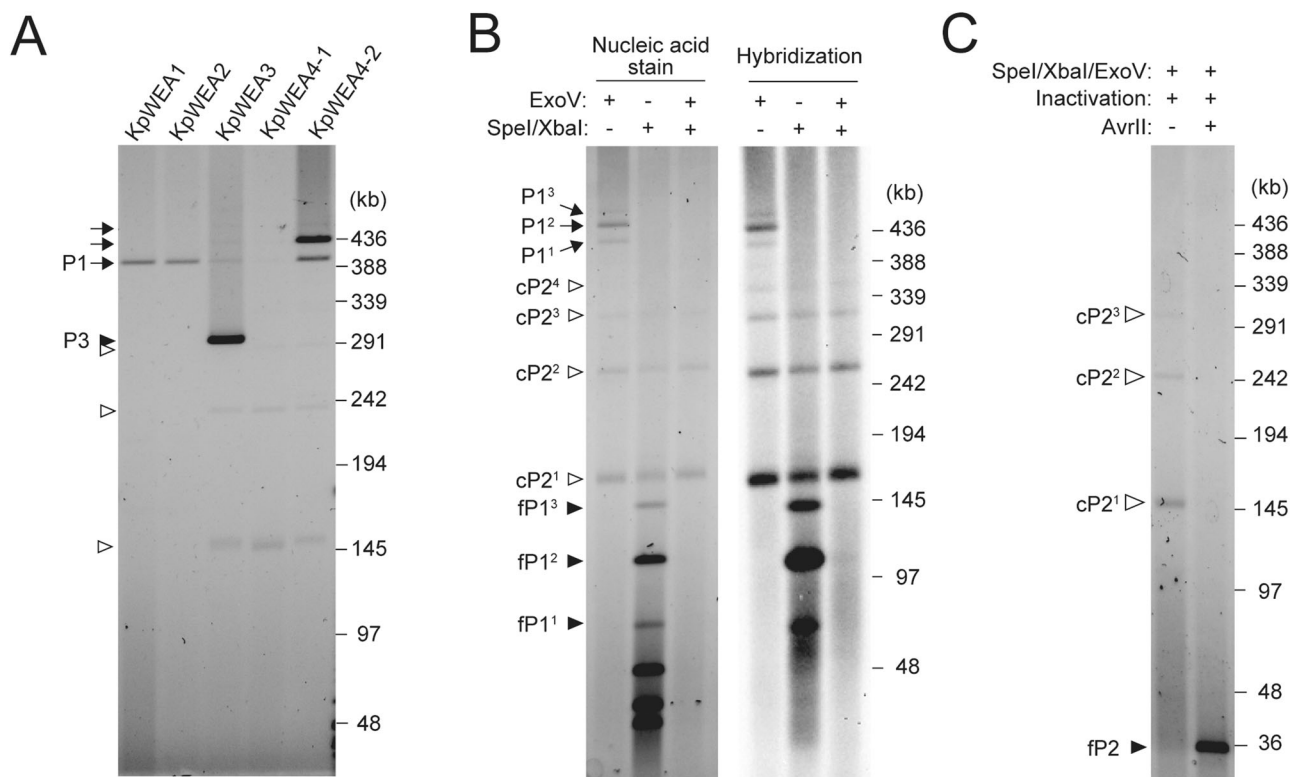 A
KpWEA1
KpWEA2
KpWEA3
KpWEA4-1
KpWEA4-2
(kb)
P1
P3
436
388
339
291
242
194
145
97
48
B
Nucleic acid
stain
Hybridization
ExoV: + - + + - +
SpeI/XbaI: - + + - + +
P1³
P1²
P1¹
cP2⁴
cP2³
cP2²
cP2¹
fP1³
fP1²
fP1¹
(kb)
436
388
339
291
242
194
145
97
48
C
SpeI/XbaI/ExoV: + +
Inactivation: + +
AvrII: - +
(kb)
cP2³
cP2²
cP2¹
fP2
436
388
339
291
242
194
145
97
48
36